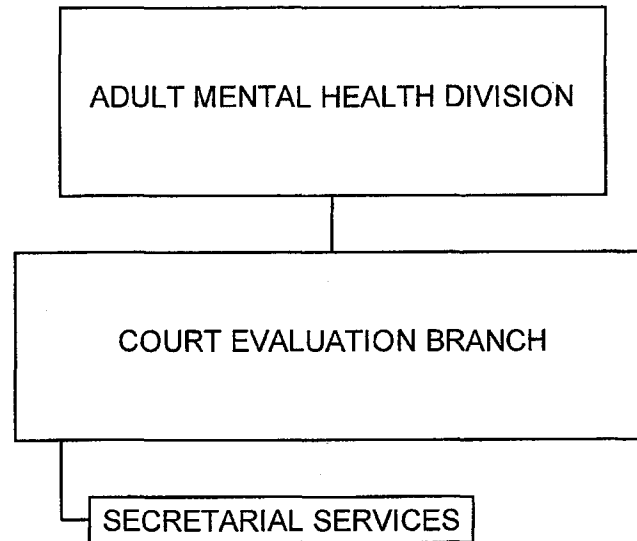 ADULT MENTAL HEALTH DIVISION
COURT EVALUATION BRANCH
SECRETARIAL SERVICES